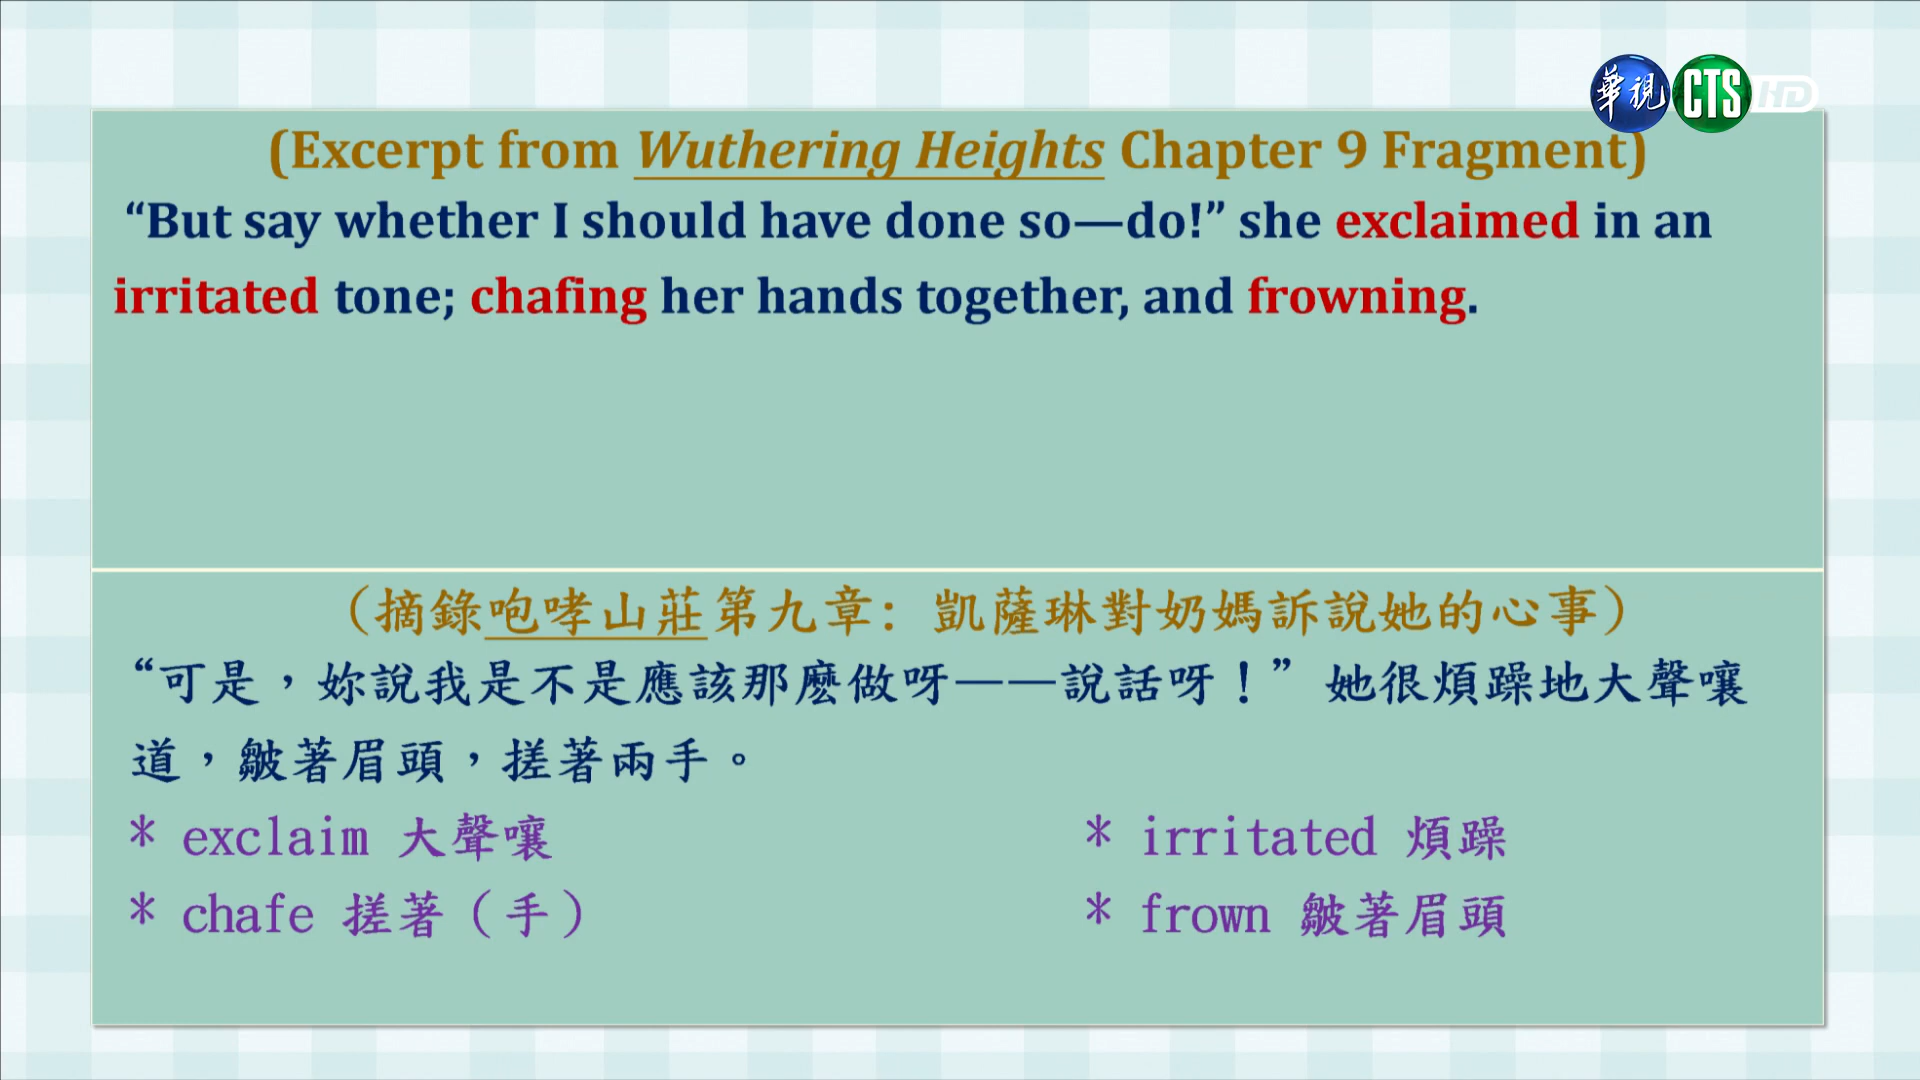 華視 CTS HD
(Excerpt from Wuthering Heights Chapter 9 Fragment)
“But say whether I should have done so—do!” she exclaimed in an
irritated tone; chafing her hands together, and frowning.
（摘錄咆哮山莊第九章: 凱薩琳對奶媽訴說她的心事）
“可是，妳說我是不是應該那麼做呀——說話呀！” 她很煩躁地大聲嚷
道，皺著眉頭，搓著兩手。
* exclaim 大聲嚷
* irritated 煩躁
* chafe 搓著（手）
* frown 皺著眉頭